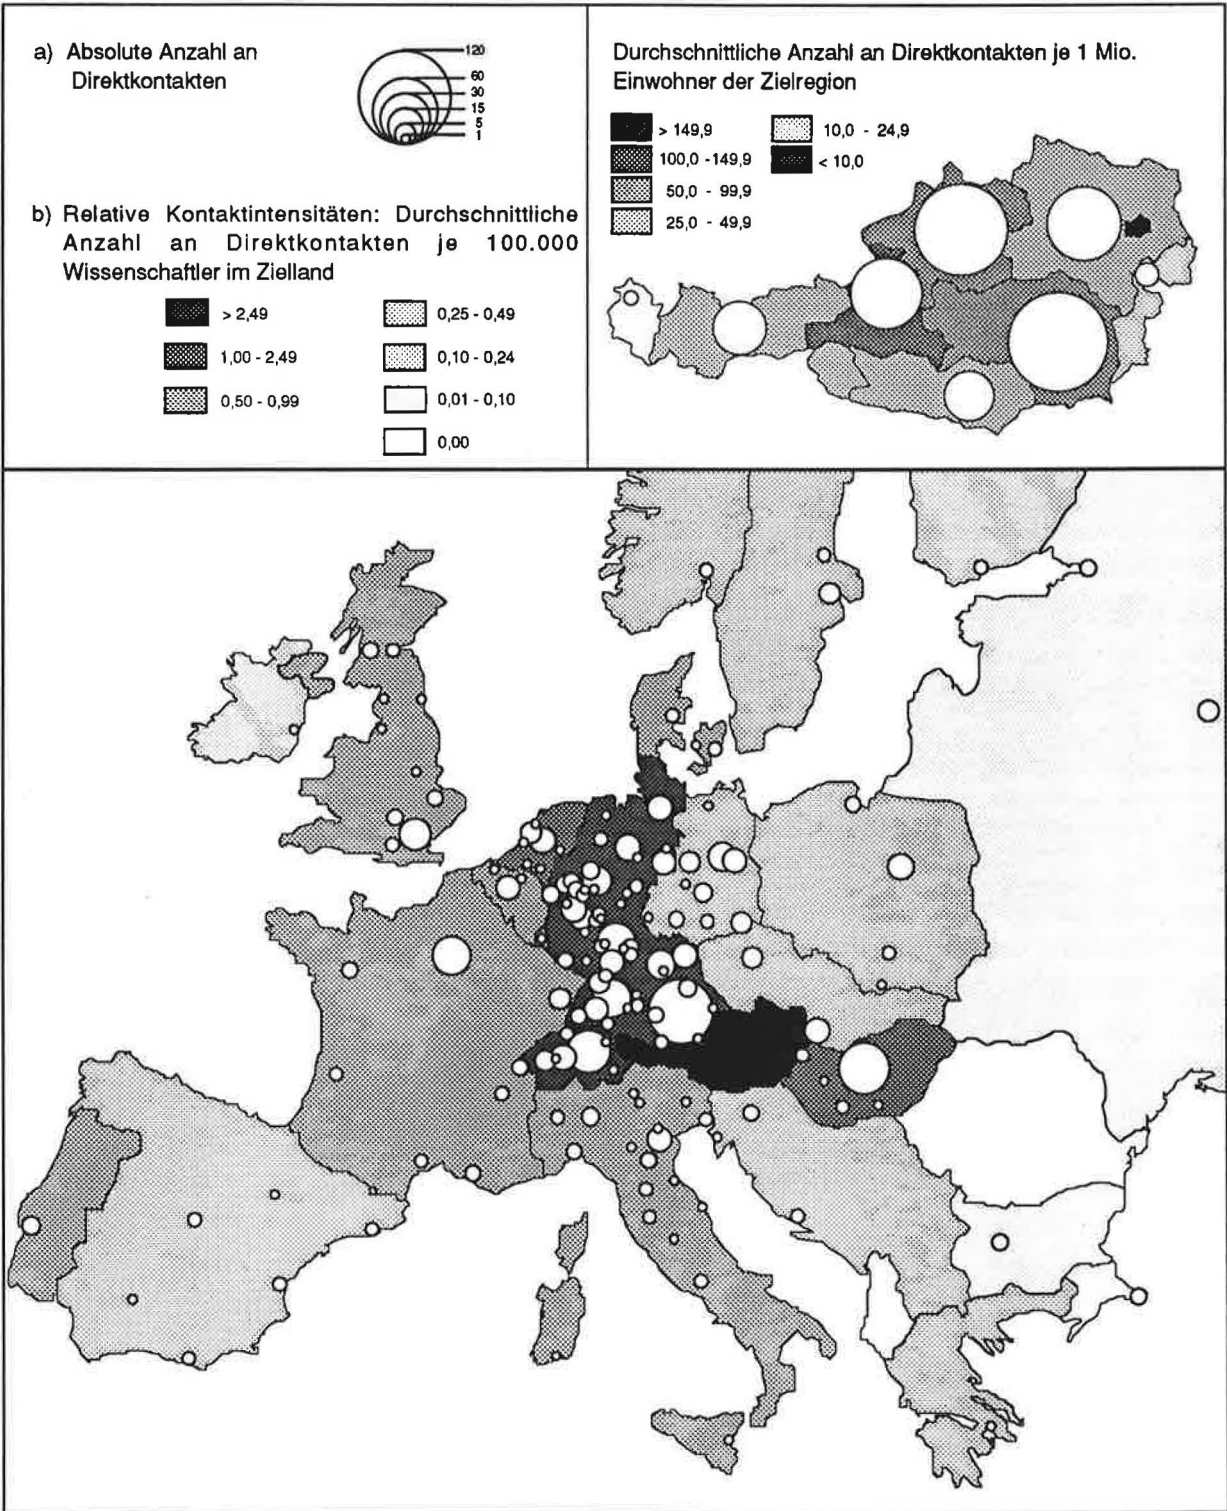 a) Absolute Anzahl an
Direktkontakten
120
60
30
15
5
1
b) Relative Kontaktintensitäten: Durchschnittliche
Anzahl an Direktkontakten je 100.000
Wissenschaftler im Zielland
> 2,49
1,00 - 2,49
0,50 - 0,99
0,25 - 0,49
0,10 - 0,24
0,01 - 0,10
0,00
Durchschnittliche Anzahl an Direktkontakten je 1 Mio.
Einwohner der Zielregion
> 149,9
100,0 -149,9
50,0 - 99,9
25,0 - 49,9
10,0 - 24,9
< 10,0